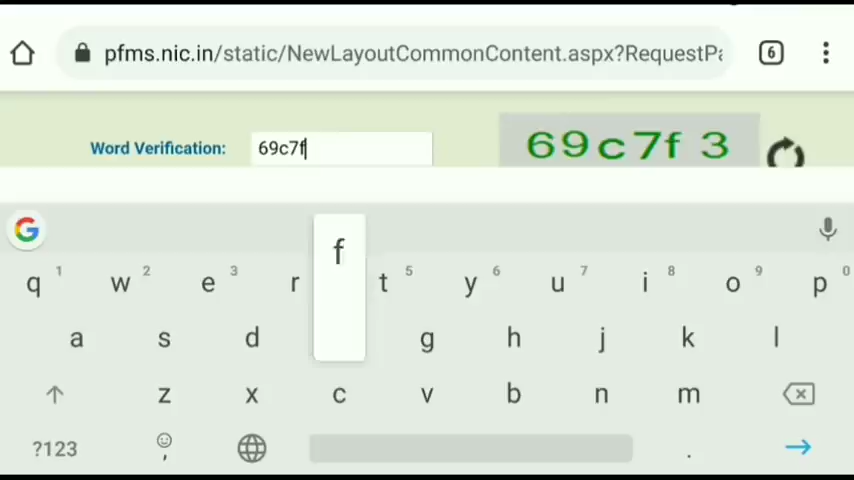 pfms.nic.in/static/NewLayoutCommonContent.aspx?RequestPa
6
Word Verification: 69c7f 69c7f 3
f
q 1 w 2 e 3 r t 5 y 6 u 7 i 8 o 9 p 0
a s d g h j k l
z x c v b n m
?123 , .